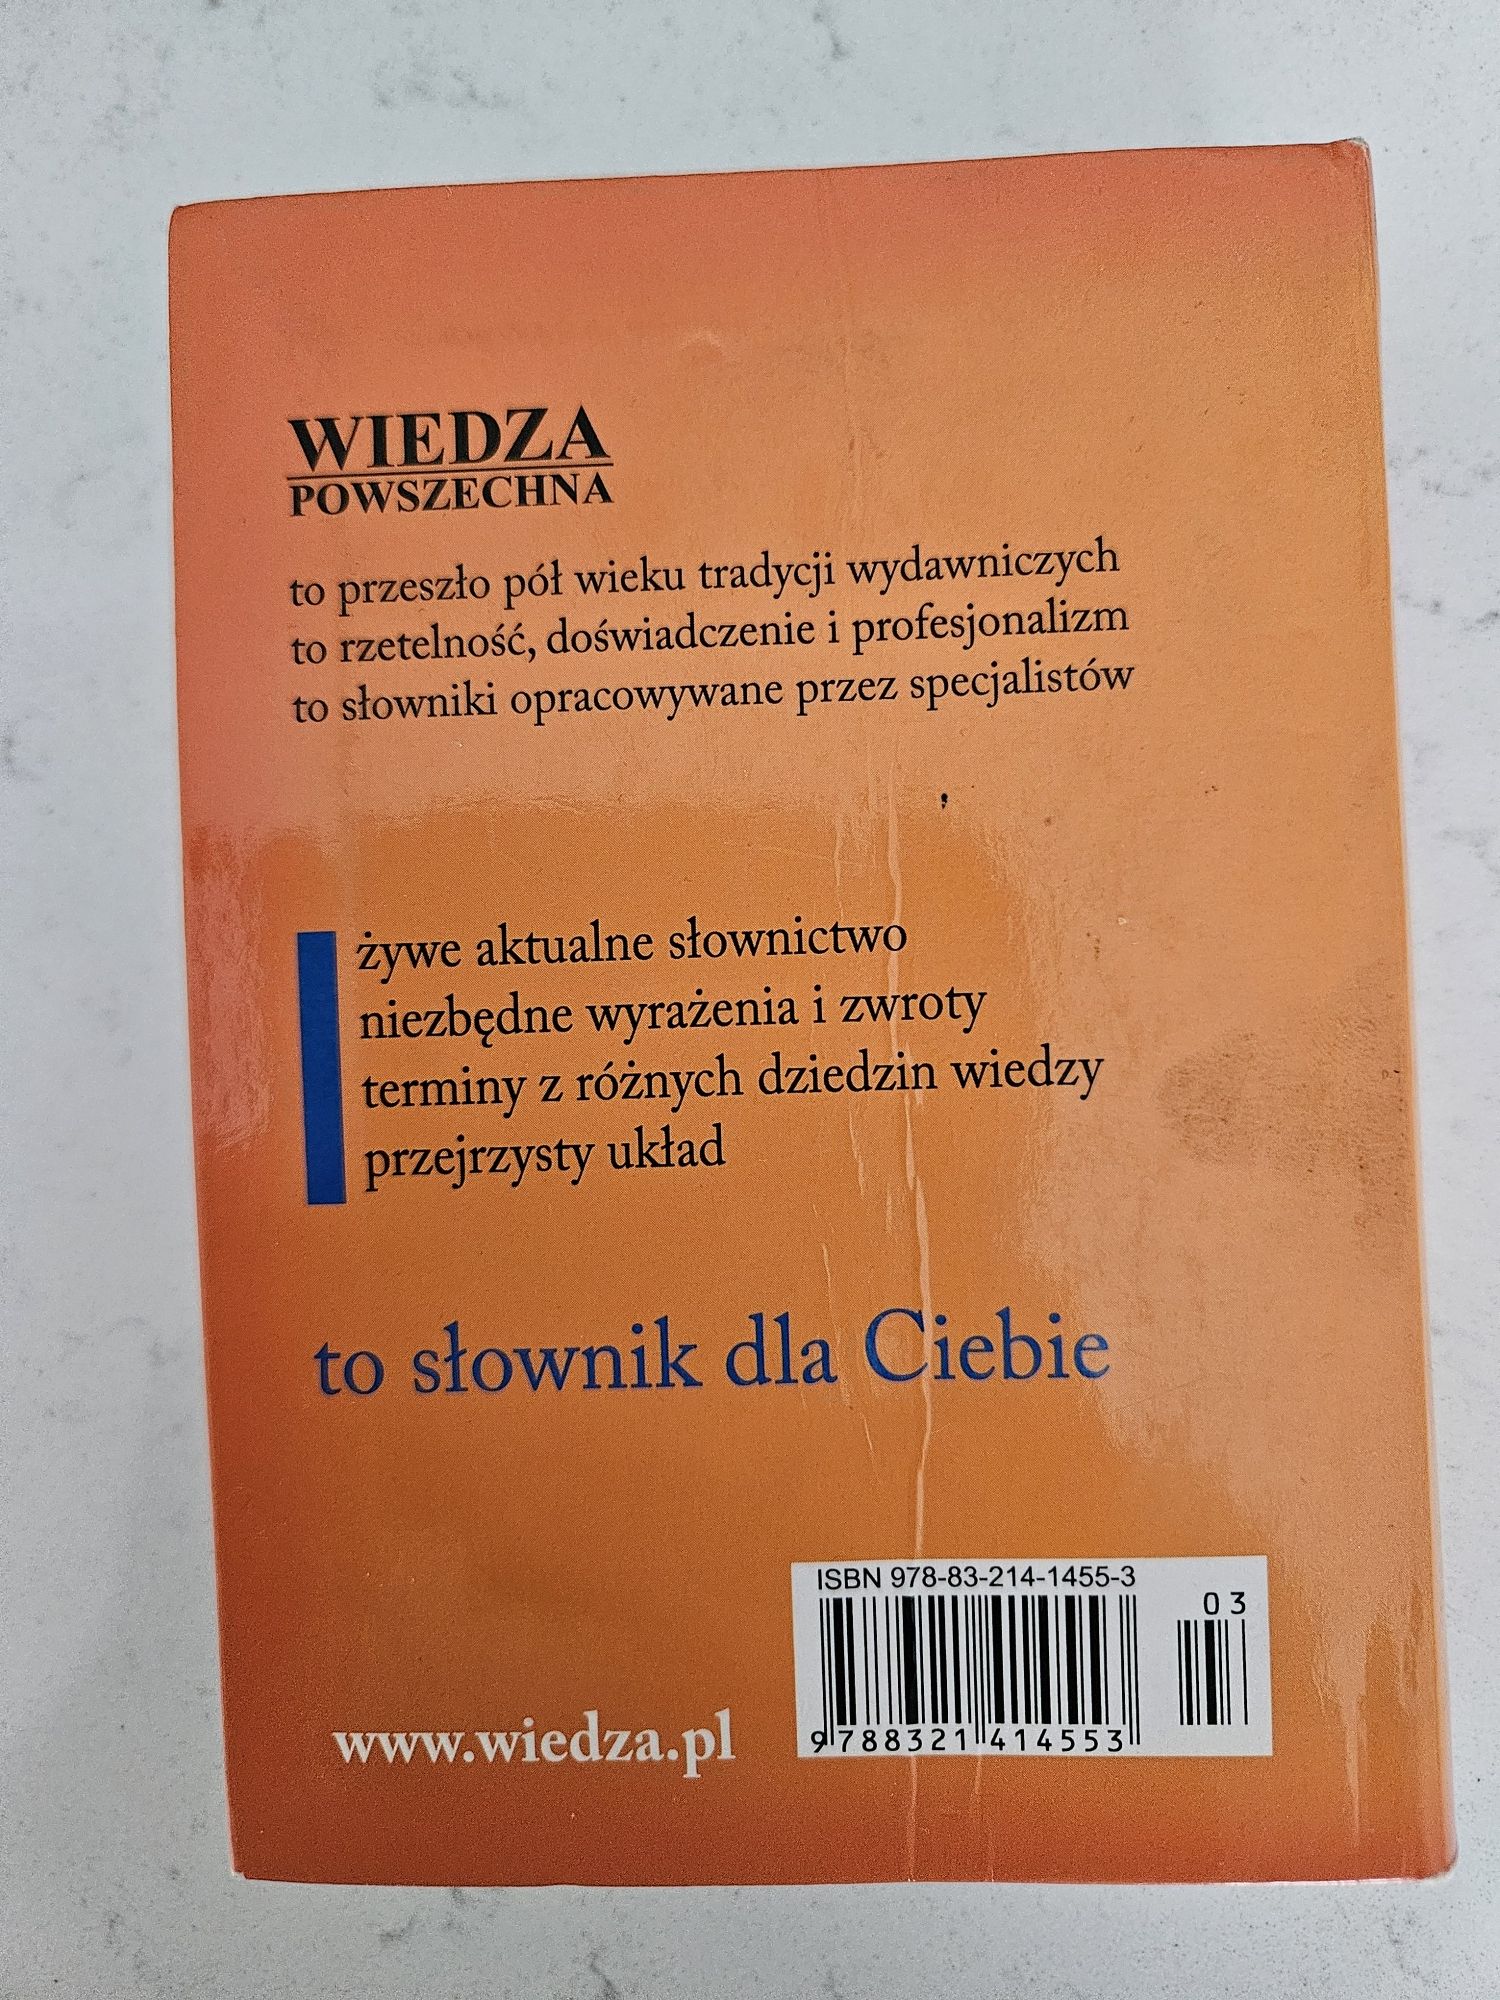 WIEDZA
POWSZECHNA
to przeszło pół wieku tradycji wydawniczych
to rzetelność, doświadczenie i profesjonalizm
to słowniki opracowywane przez specjalistów
żywe aktualne słownictwo
niezbędne wyrażenia i zwroty
terminy z różnych dziedzin wiedzy
przejrzysty układ
to słownik dla Ciebie
ISBN 978-83-214-1455-3
03
9 788321 414553
www.wiedza.pl